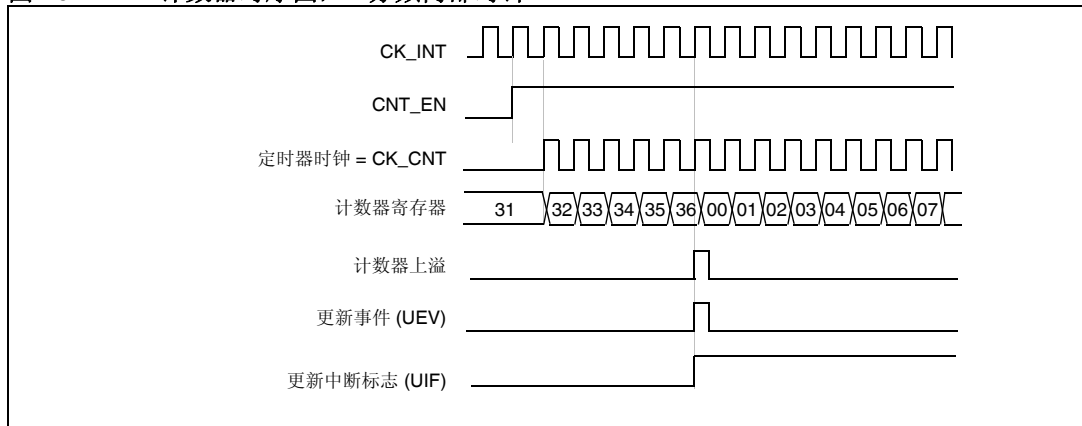 CK_INT
CNT_EN
定时器时钟 = CK_CNT
计数器寄存器 31 32 33 34 35 36 00 01 02 03 04 05 06 07
计数器上溢
更新事件 (UEV)
更新中断标志 (UIF)